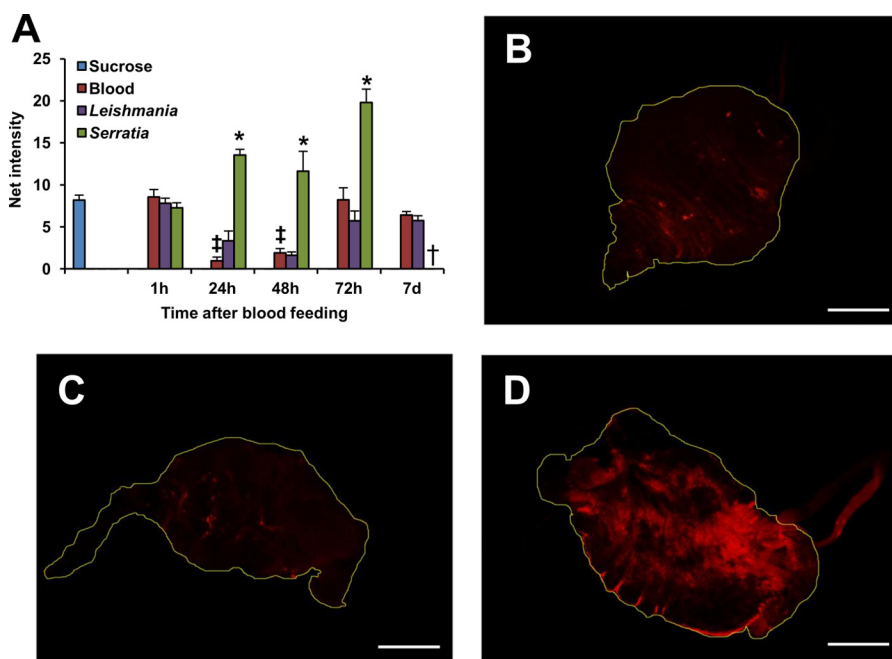 A
25
20
15
10
5
0
Net intensity
Sucrose
Blood
Leishmania
Serratia
*
*
*
‡
‡
†
1h 24h 48h 72h 7d
Time after blood feeding
B
C
D